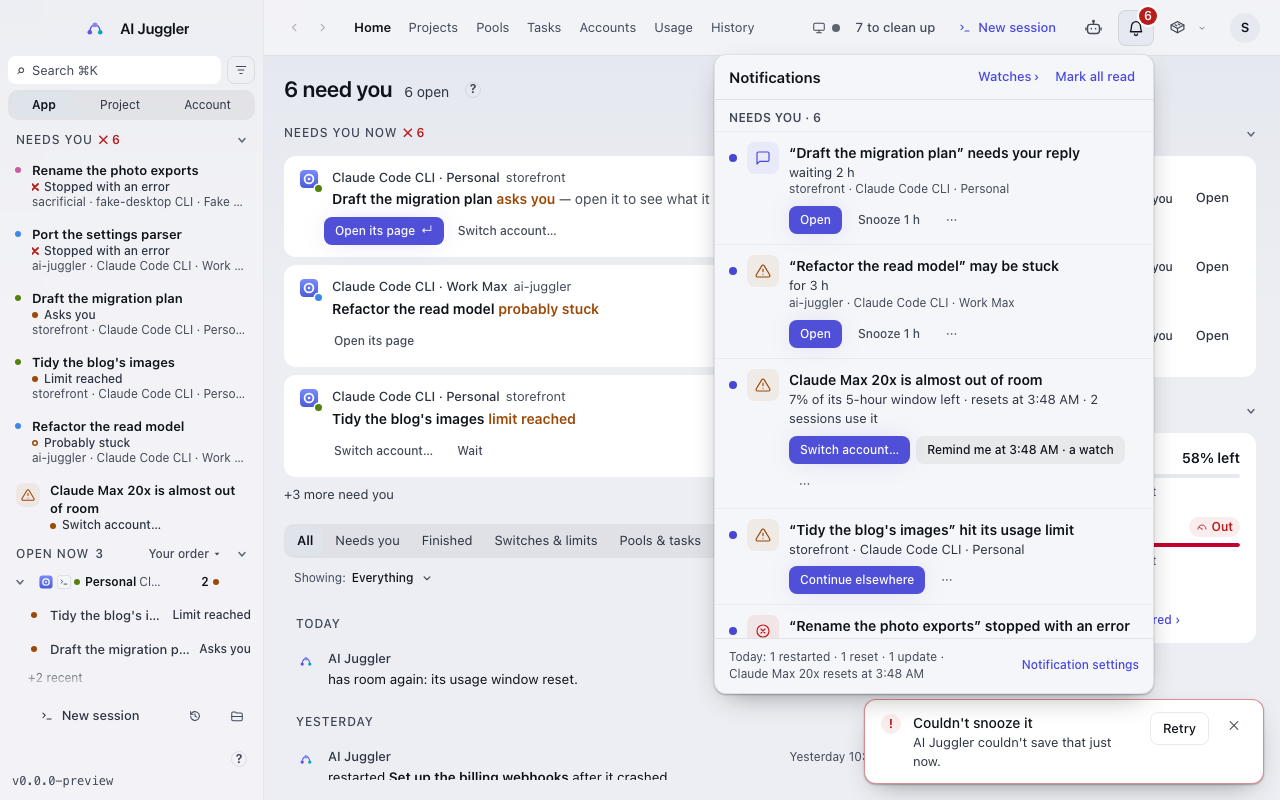 AI Juggler
Search ⌘K
App
Project
Account
NEEDS YOU 6
Rename the photo exports
Stopped with an error
sacrificial · fake-desktop CLI · Fake ...
Port the settings parser
Stopped with an error
ai-juggler · Claude Code CLI · Work ...
Draft the migration plan
Asks you
storefront · Claude Code CLI · Perso...
Tidy the blog's images
Limit reached
storefront · Claude Code CLI · Perso...
Refactor the read model
Probably stuck
ai-juggler · Claude Code CLI · Work ...
Claude Max 20x is almost out
of room
Switch account...
OPEN NOW 3
Your order
Personal Cl...
2
Tidy the blog's i...
Limit reached
Draft the migration p...
Asks you
+2 recent
New session
?
v0.0.0-preview
Home
Projects
Pools
Tasks
Accounts
Usage
History
7 to clean up
New session
6
S
6 need you
6 open
?
NEEDS YOU NOW 6
Claude Code CLI · Personal storefront
Draft the migration plan asks you — open it to see what it
Open its page
Switch account...
Claude Code CLI · Work Max ai-juggler
Refactor the read model probably stuck
Open its page
Claude Code CLI · Personal storefront
Tidy the blog's images limit reached
Switch account...
Wait
+3 more need you
All
Needs you
Finished
Switches & limits
Pools & tasks
Showing: Everything
TODAY
AI Juggler
has room again: its usage window reset.
YESTERDAY
AI Juggler
Yesterday 10:
restarted Set up the billing webhooks after it crashed
you
Open
you
Open
you
Open
58% left
t
Out
t
red ›
Notifications
Watches ›
Mark all read
NEEDS YOU · 6
“Draft the migration plan” needs your reply
waiting 2 h
storefront · Claude Code CLI · Personal
Open
Snooze 1 h
...
“Refactor the read model” may be stuck
for 3 h
ai-juggler · Claude Code CLI · Work Max
Open
Snooze 1 h
...
Claude Max 20x is almost out of room
7% of its 5-hour window left · resets at 3:48 AM · 2
sessions use it
Switch account...
Remind me at 3:48 AM · a watch
...
“Tidy the blog's images” hit its usage limit
storefront · Claude Code CLI · Personal
Continue elsewhere
...
“Rename the photo exports” stopped with an error
Today: 1 restarted · 1 reset · 1 update ·
Claude Max 20x resets at 3:48 AM
Notification settings
!
Couldn't snooze it
AI Juggler couldn't save that just
now.
Retry